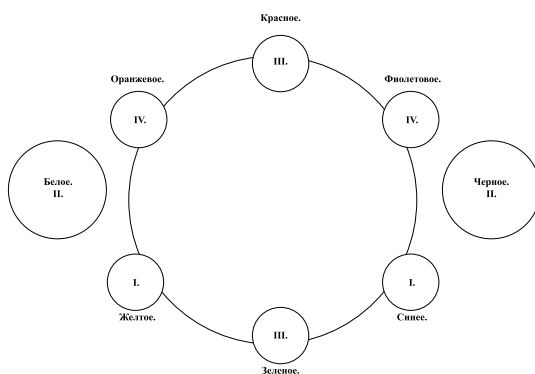 Красное.
III.
Оранжевое.
IV.
Фиолетовое.
IV.
Белое.
II.
Черное.
II.
I.
Желтое.
I.
Синее.
III.
Зеленое.